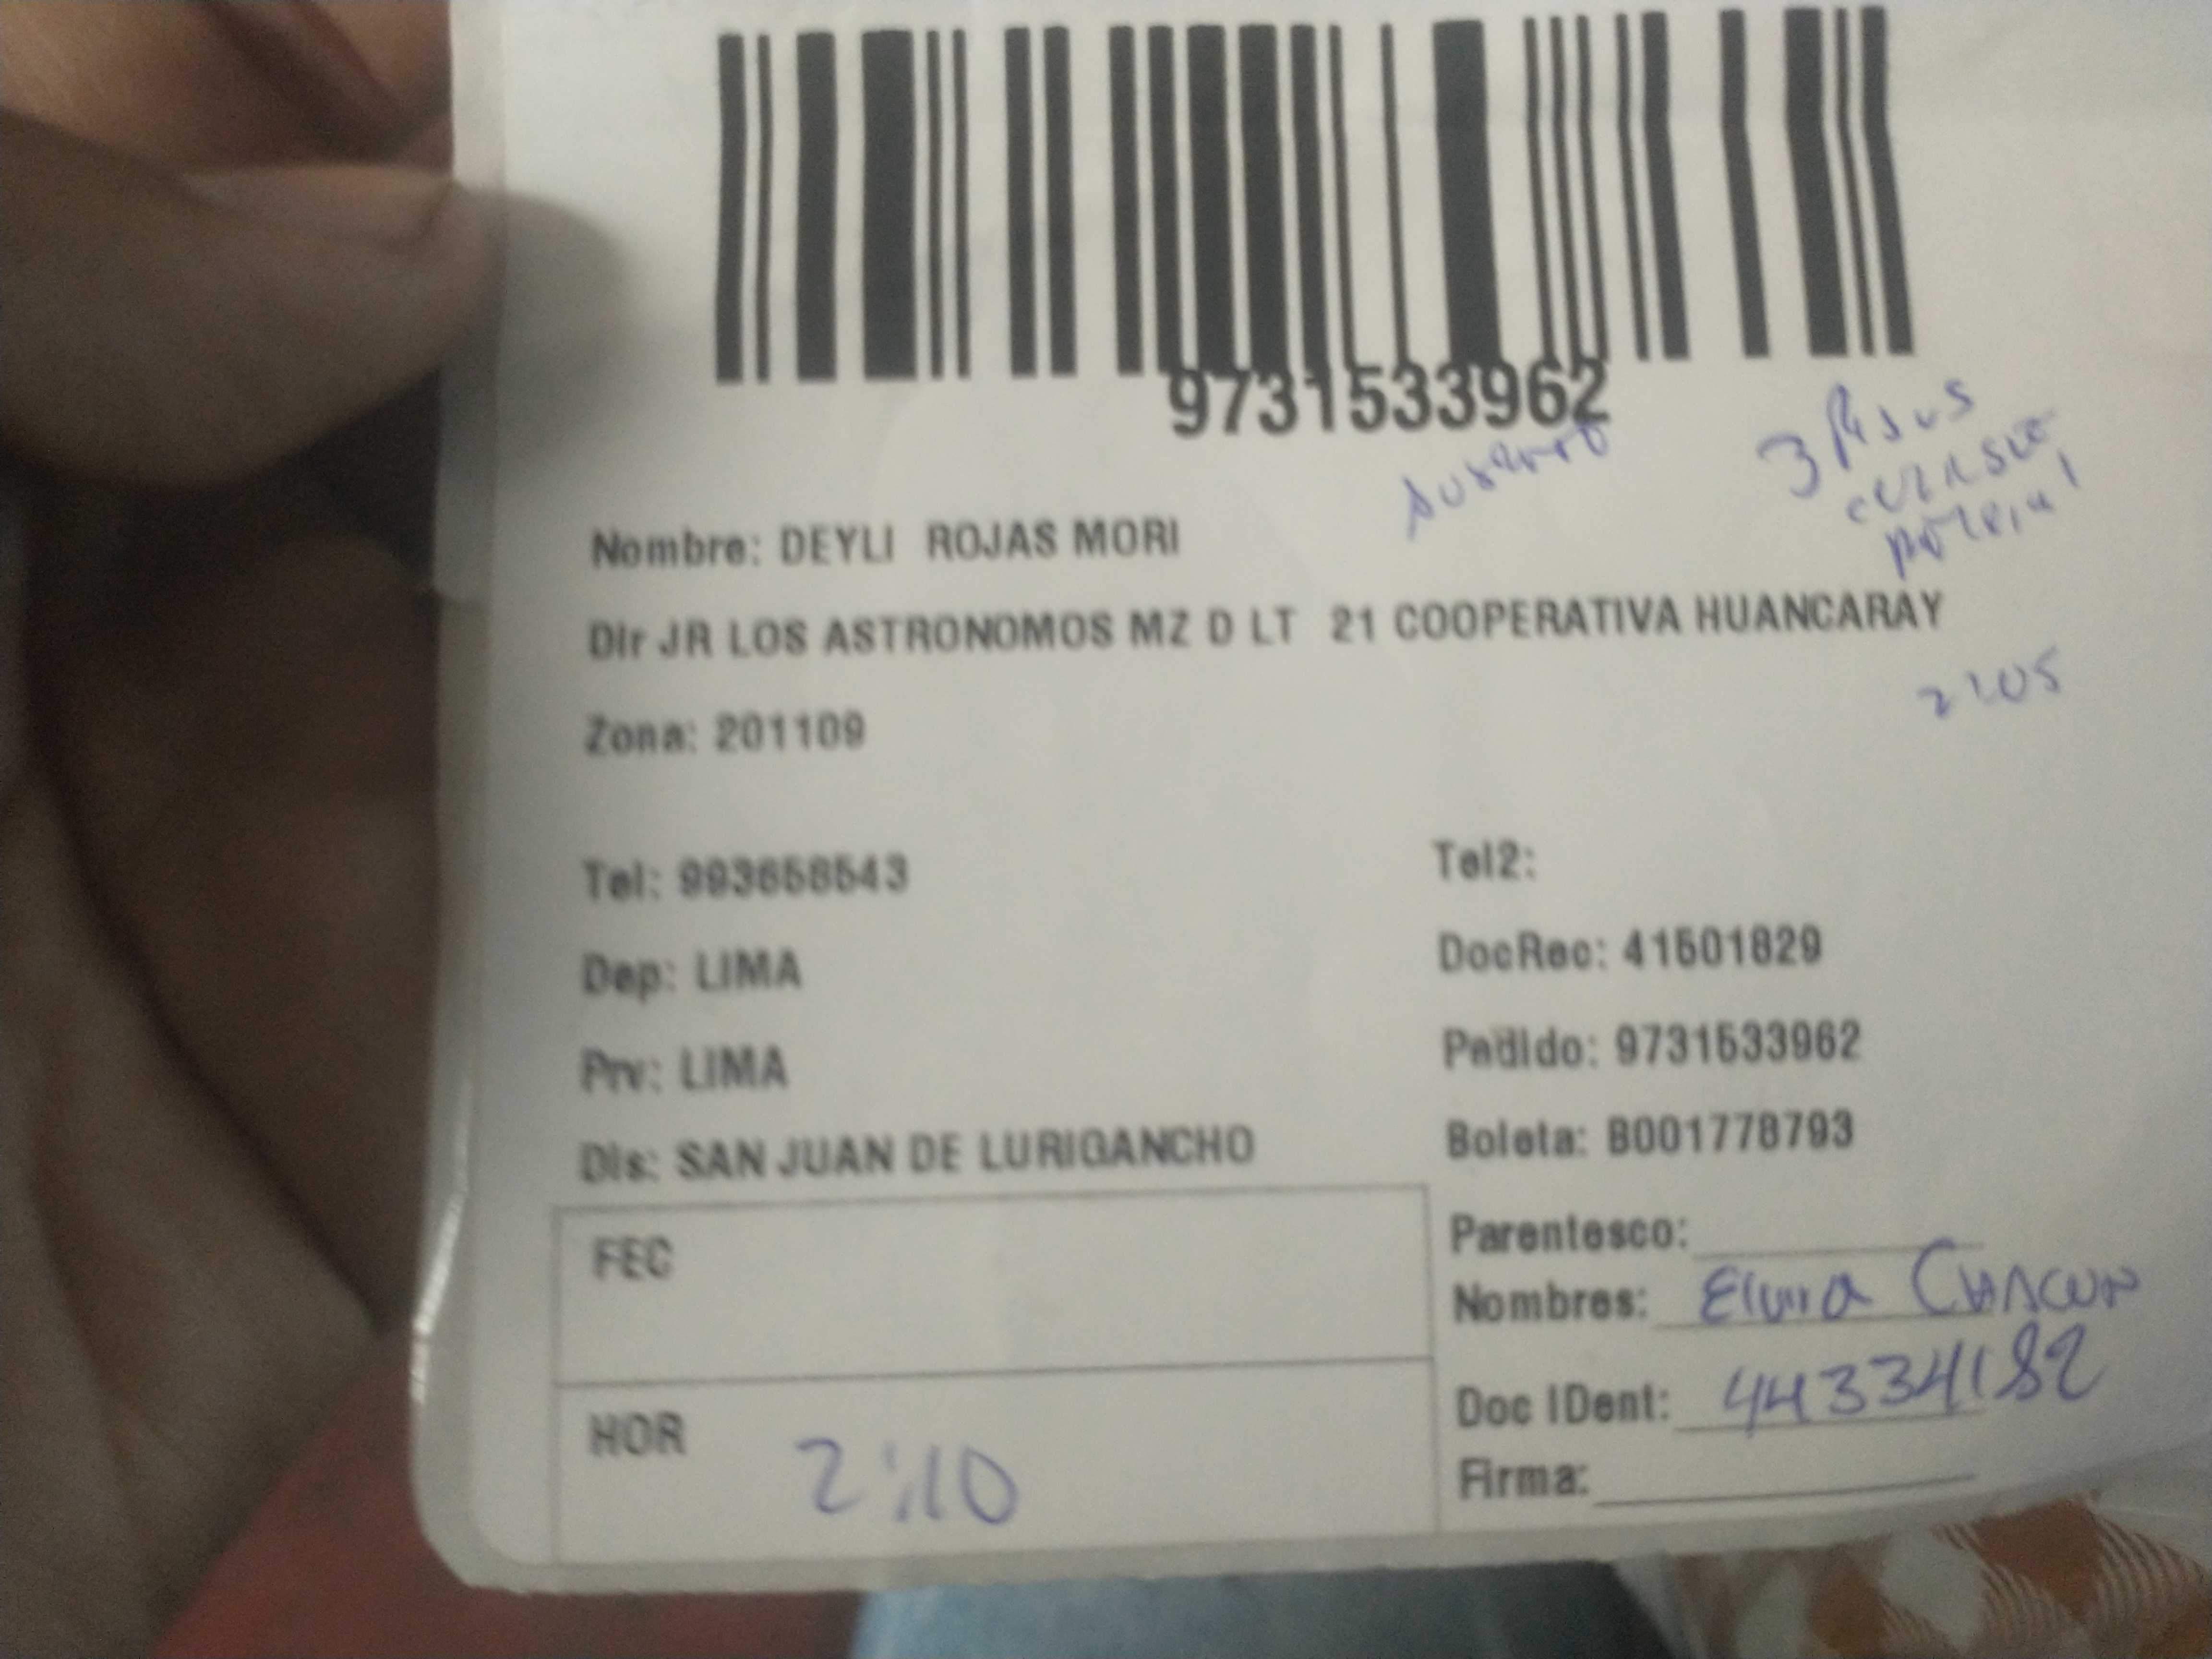 9731533962
3 Pisos
Nombre: DEYLI ROJAS MORI
Dir JR LOS ASTRONOMOS MZ D LT 21 COOPERATIVA HUANCARAY
Zona: 201109
Tel: 993658543
Tel2:
Dep: LIMA
DocRec: 41501829
Prv: LIMA
Pedido: 9731533962
Dis: SAN JUAN DE LURIGANCHO
Boleta: B001778793
FEC
Parentesco:
Nombres: Elvira Chacon
HOR 2:10
Doc IDent: 44334182
Firma: